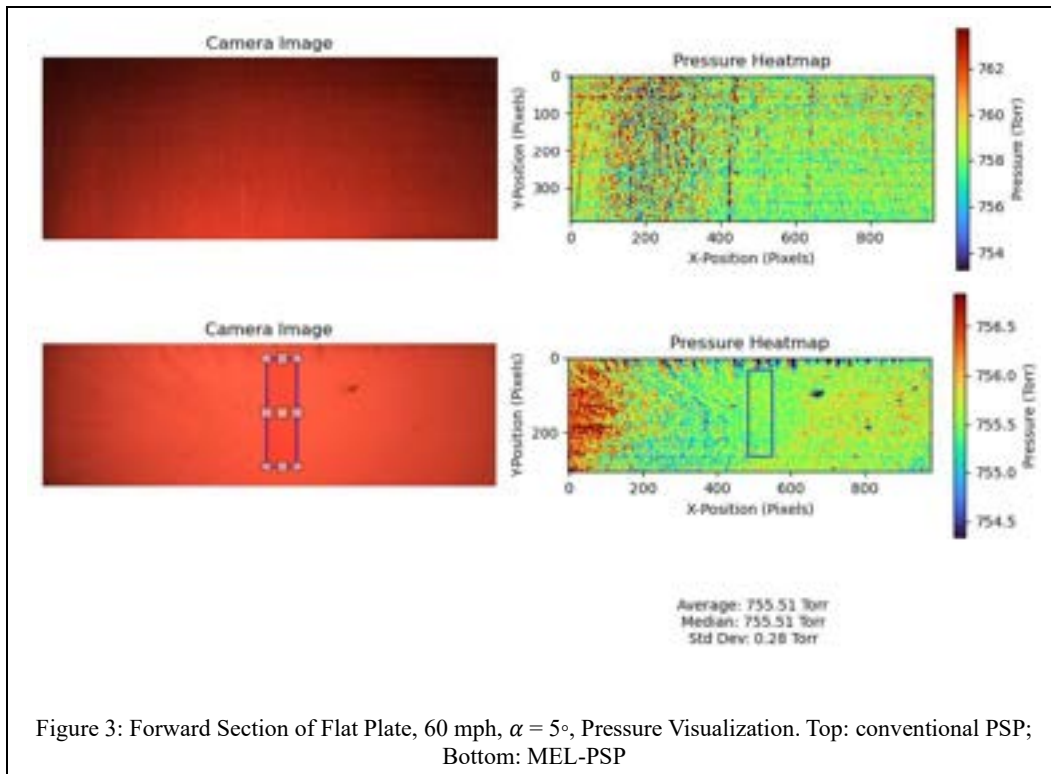 Camera Image
Pressure Heatmap
0
100
200
300
Y-Position (Pixels)
0 200 400 600 800
X-Position (Pixels)
762
760
758
756
754
Pressure (Torr)
Camera Image
Pressure Heatmap
0
200
Y-Position (Pixels)
0 200 400 600 800
X-Position (Pixels)
756.5
756.0
755.5
755.0
754.5
Pressure (Torr)
Average: 755.51 Torr
Median: 755.51 Torr
Std Dev: 0.28 Torr
Figure 3: Forward Section of Flat Plate, 60 mph, 𝛼 = 5◦, Pressure Visualization. Top: conventional PSP;
Bottom: MEL-PSP